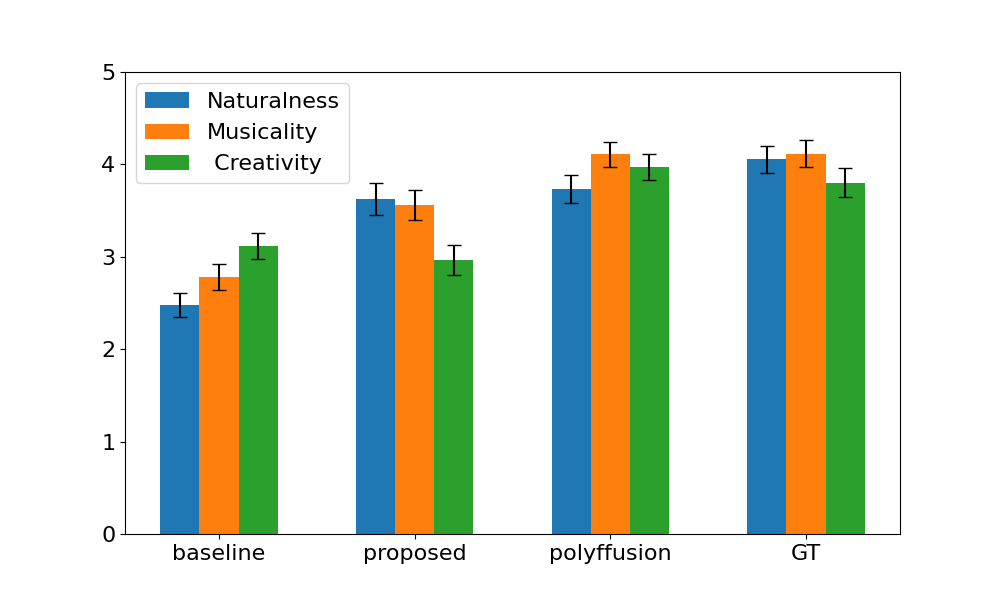 5
4
3
2
1
0
Naturalness
Musicality
Creativity
baseline
proposed
polyffusion
GT